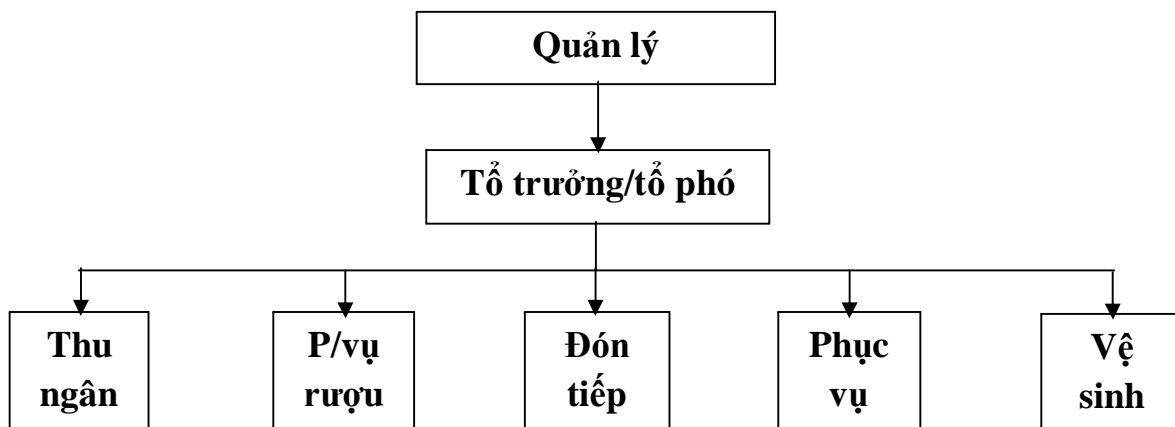 Quản lý
Tổ trưởng/tổ phó
Thu
ngân
P/vụ
rượu
Đón
tiếp
Phục
vụ
Vệ
sinh